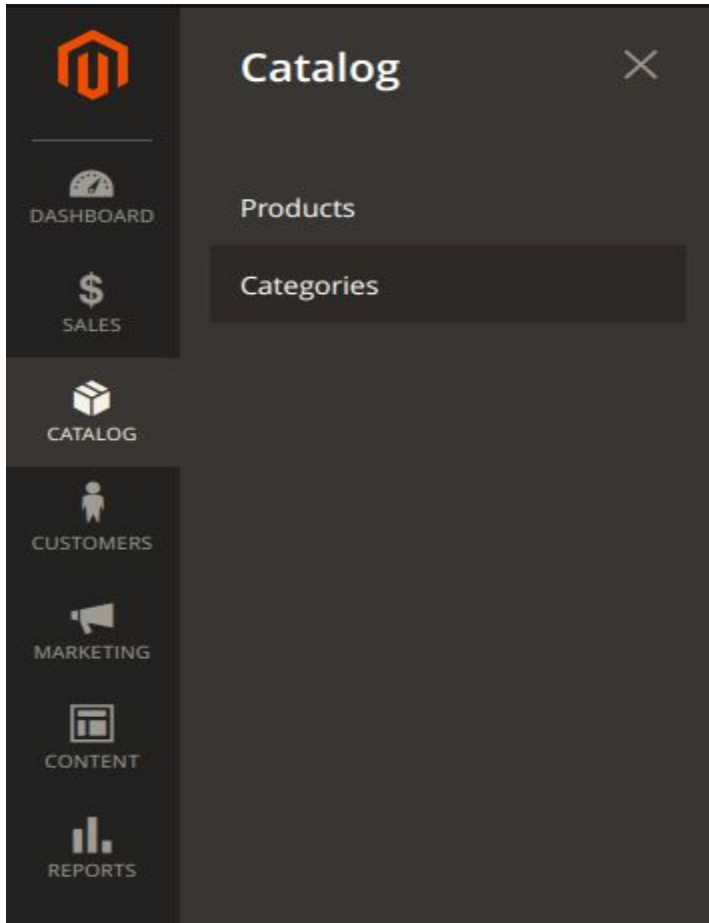 Catalog
Products
Categories
DASHBOARD
SALES
CATALOG
CUSTOMERS
MARKETING
CONTENT
REPORTS